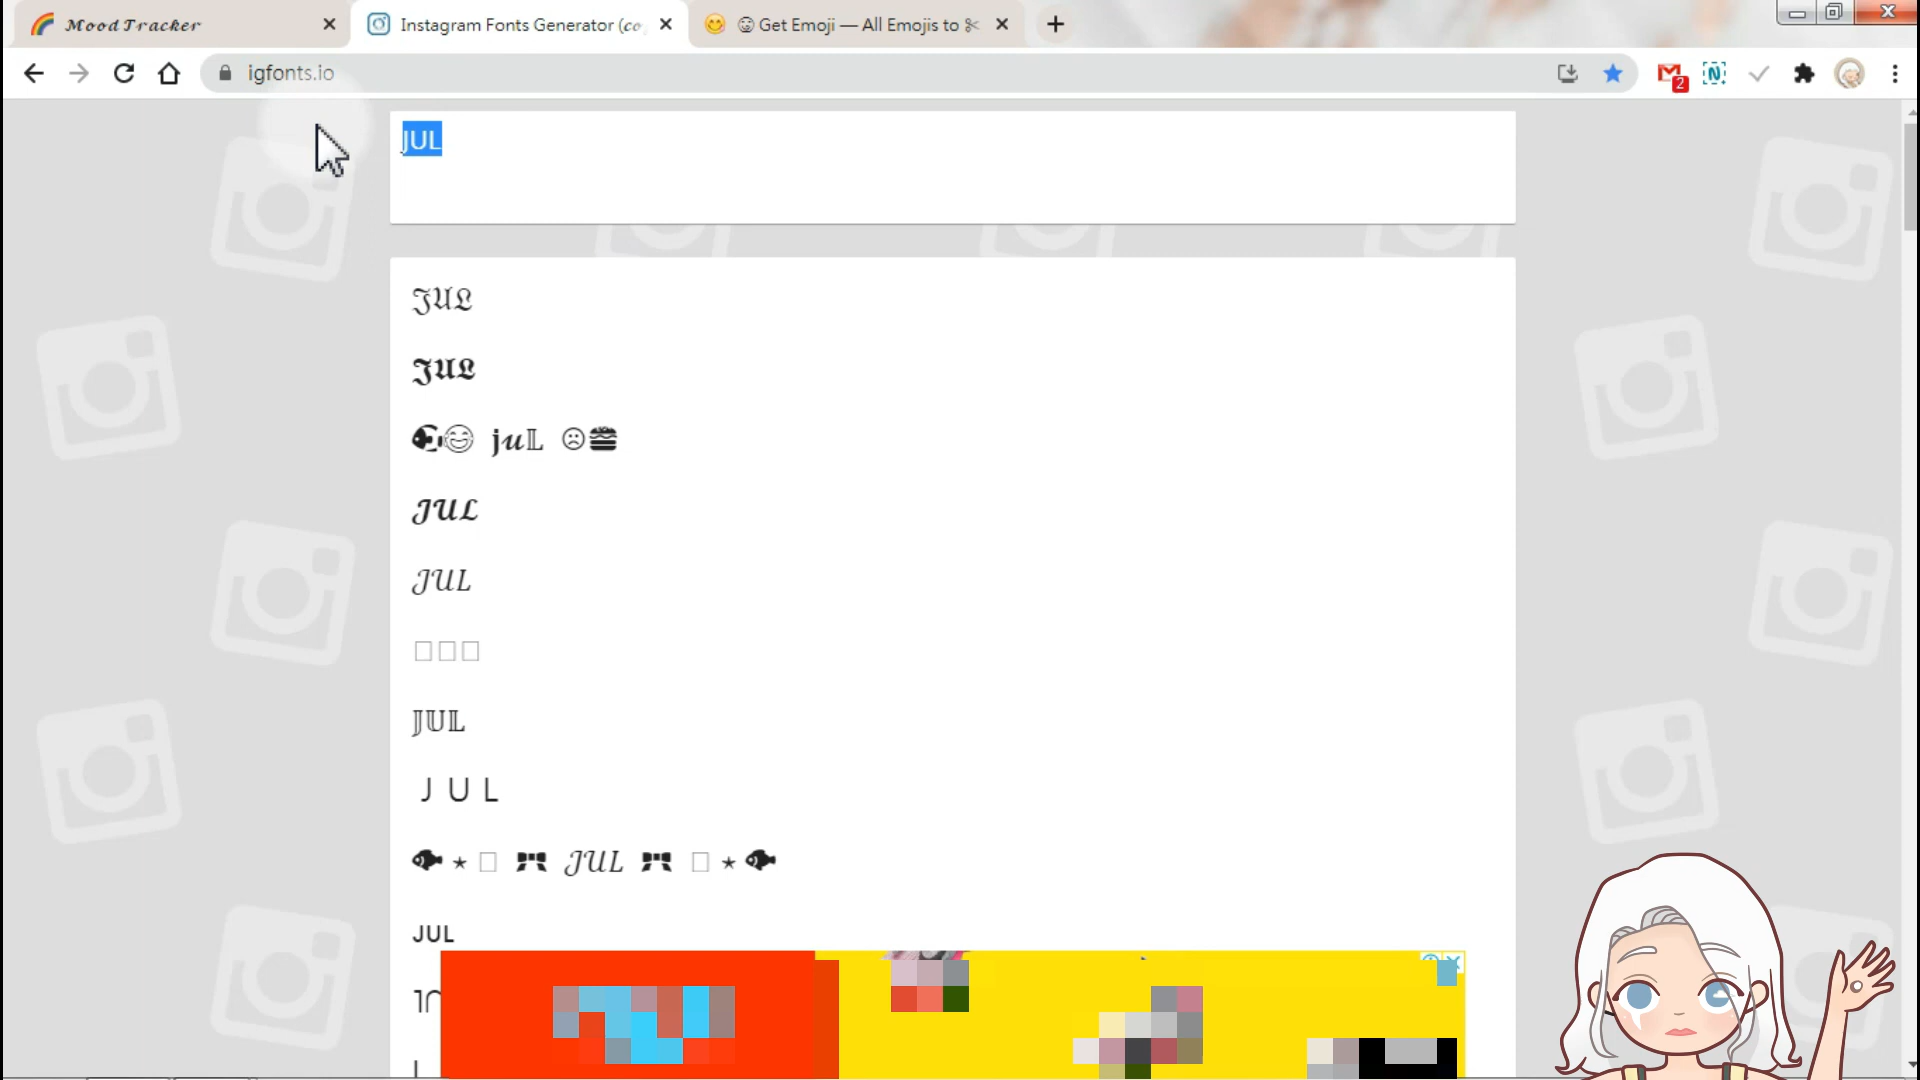 𝓜𝓸𝓸𝓭 𝓣𝓻𝓪𝓬𝓴𝓮𝓻
Instagram Fonts Generator (𝒄𝒐
Get Emoji — All Emojis to ✂
igfonts.io
2
JUL
𝔍𝔘𝔏
𝕵𝖀𝕷
🐠😊 𝐣𝓾𝕃 ☹🍔
𝓙𝓤𝓛
𝒥𝒰𝐿
□□□
𝕁𝕌𝕃
J U L
🐟⋆ □ 🎀 𝒥𝒰𝐿 🎀 □ ⋆🐟
JUL